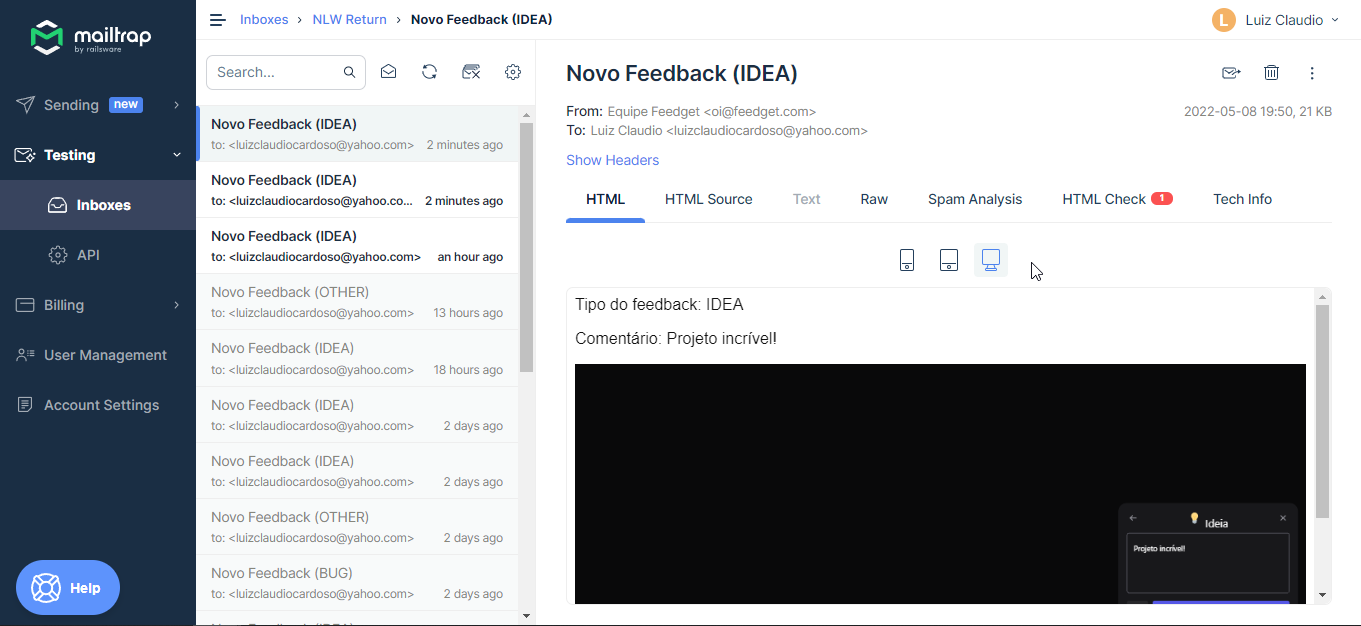 mailtrap
by railsware
Sending new
Testing
Inboxes
API
Billing
User Management
Account Settings
Help
Inboxes › NLW Return › Novo Feedback (IDEA)
L Luiz Claudio
Search...
Novo Feedback (IDEA)
to: <luizclaudiocardoso@yahoo.com> 2 minutes ago
Novo Feedback (IDEA)
to: <luizclaudiocardoso@yahoo.co... 2 minutes ago
Novo Feedback (IDEA)
to: <luizclaudiocardoso@yahoo.com> an hour ago
Novo Feedback (OTHER)
to: <luizclaudiocardoso@yahoo.com> 13 hours ago
Novo Feedback (IDEA)
to: <luizclaudiocardoso@yahoo.com> 18 hours ago
Novo Feedback (IDEA)
to: <luizclaudiocardoso@yahoo.com> 2 days ago
Novo Feedback (IDEA)
to: <luizclaudiocardoso@yahoo.com> 2 days ago
Novo Feedback (OTHER)
to: <luizclaudiocardoso@yahoo.com> 2 days ago
Novo Feedback (BUG)
to: <luizclaudiocardoso@yahoo.com> 2 days ago
Novo Feedback (IDEA)
From: Equipe Feedget <oi@feedget.com> 2022-05-08 19:50, 21 KB
To: Luiz Claudio <luizclaudiocardoso@yahoo.com>
Show Headers
HTML HTML Source Text Raw Spam Analysis HTML Check 1 Tech Info
Tipo do feedback: IDEA
Comentário: Projeto incrível!
Ideia
Projeto incrível!